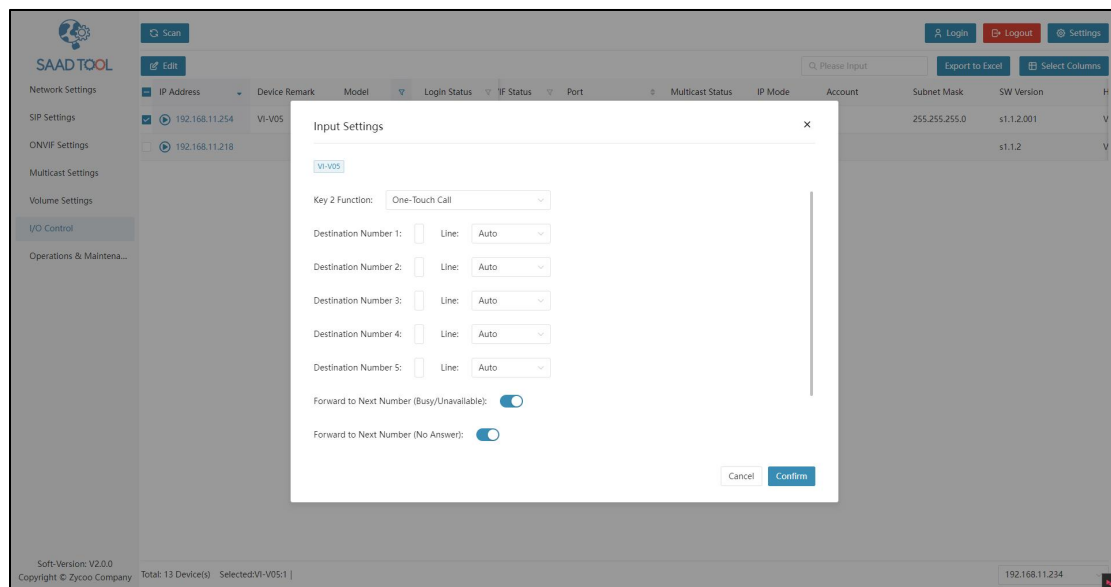 Scan
Login
Logout
Settings
SAAD TOOL
Edit
Please Input
Export to Excel
Select Columns
Network Settings
IP Address
Device Remark
Model
Login Status
IF Status
Port
Multicast Status
IP Mode
Account
Subnet Mask
SW Version
H
SIP Settings
192.168.11.254
VI-V05
255.255.255.0
s1.1.2.001
V
ONVIF Settings
192.168.11.218
s1.1.2
V
Multicast Settings
Volume Settings
I/O Control
Operations & Maintena...
Input Settings
VI-V05
Key 2 Function: One-Touch Call
Destination Number 1: Line: Auto
Destination Number 2: Line: Auto
Destination Number 3: Line: Auto
Destination Number 4: Line: Auto
Destination Number 5: Line: Auto
Forward to Next Number (Busy/Unavailable):
Forward to Next Number (No Answer):
Cancel
Confirm
Soft-Version: V2.0.0
Copyright © Zycoo Company
Total: 13 Device(s) Selected:VI-V05:1 |
192.168.11.234